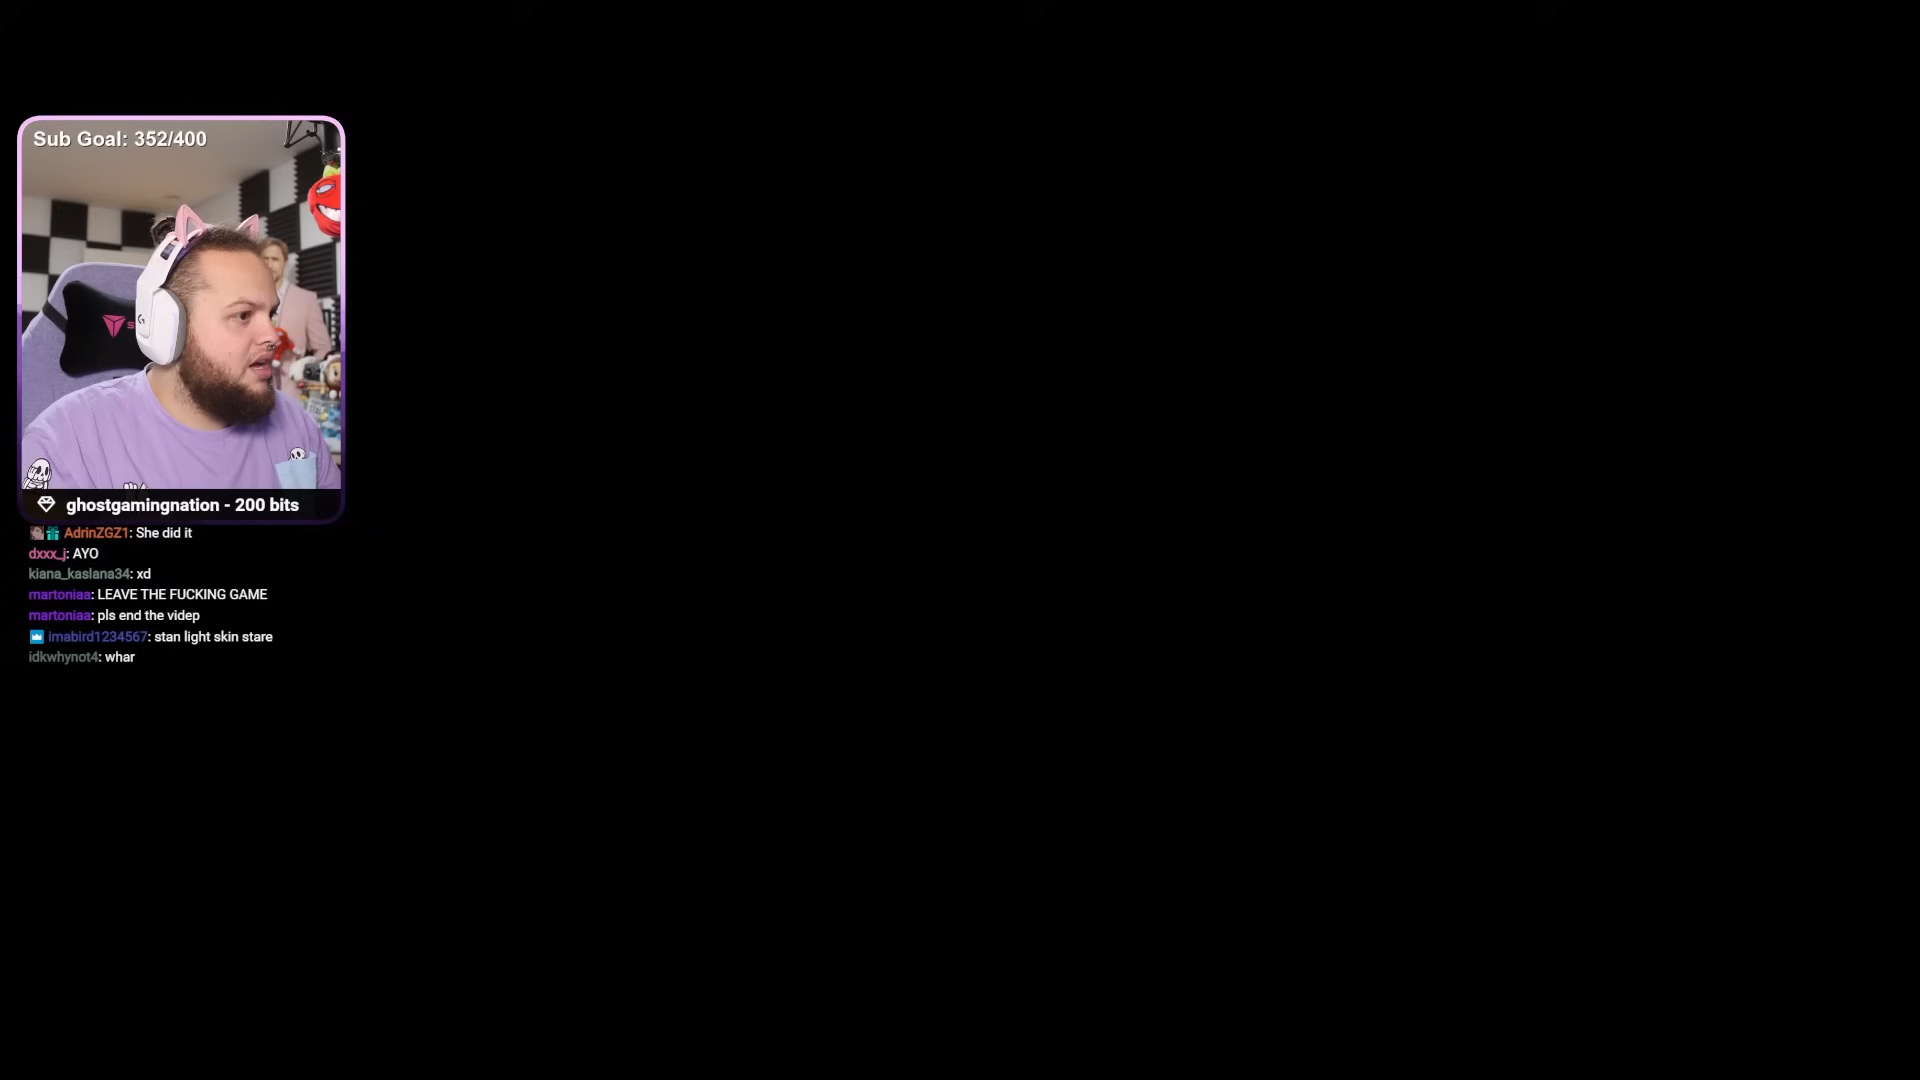 Sub Goal: 352/400
ghostgamingnation - 200 bits
AdrinZGZ1: She did it
dxxx_j: AYO
kiana_kaslana34: xd
martoniaa: LEAVE THE FUCKING GAME
martoniaa: pls end the videp
imabird1234567: stan light skin stare
idkwhynot4: whar